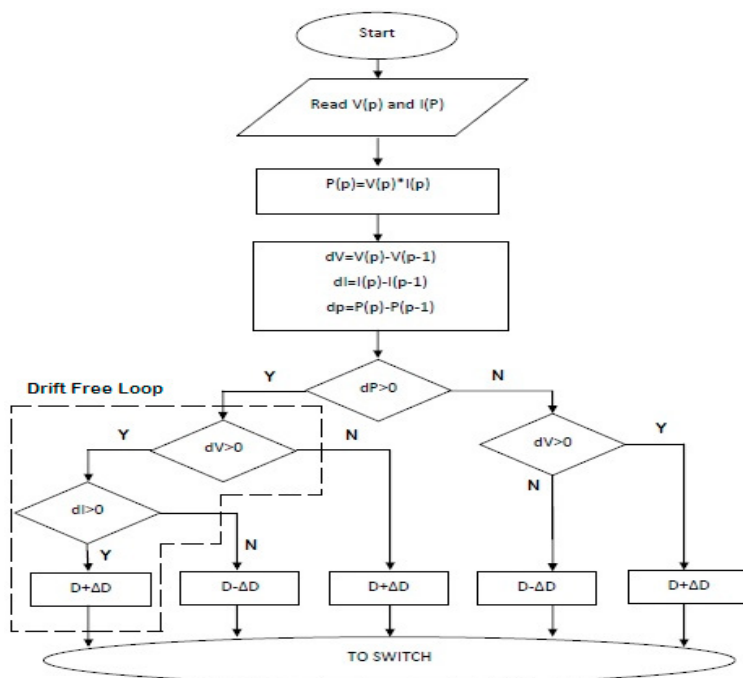 Start
Read V(p) and I(P)
P(p)=V(p)*I(p)
dV=V(p)-V(p-1)
dI=I(p)-I(p-1)
dp=P(p)-P(p-1)
Drift Free Loop
Y
dP>0
N
Y
dV>0
N
dV>0
Y
N
dI>0
Y
N
D+ΔD
D-ΔD
D+ΔD
D-ΔD
D+ΔD
TO SWITCH